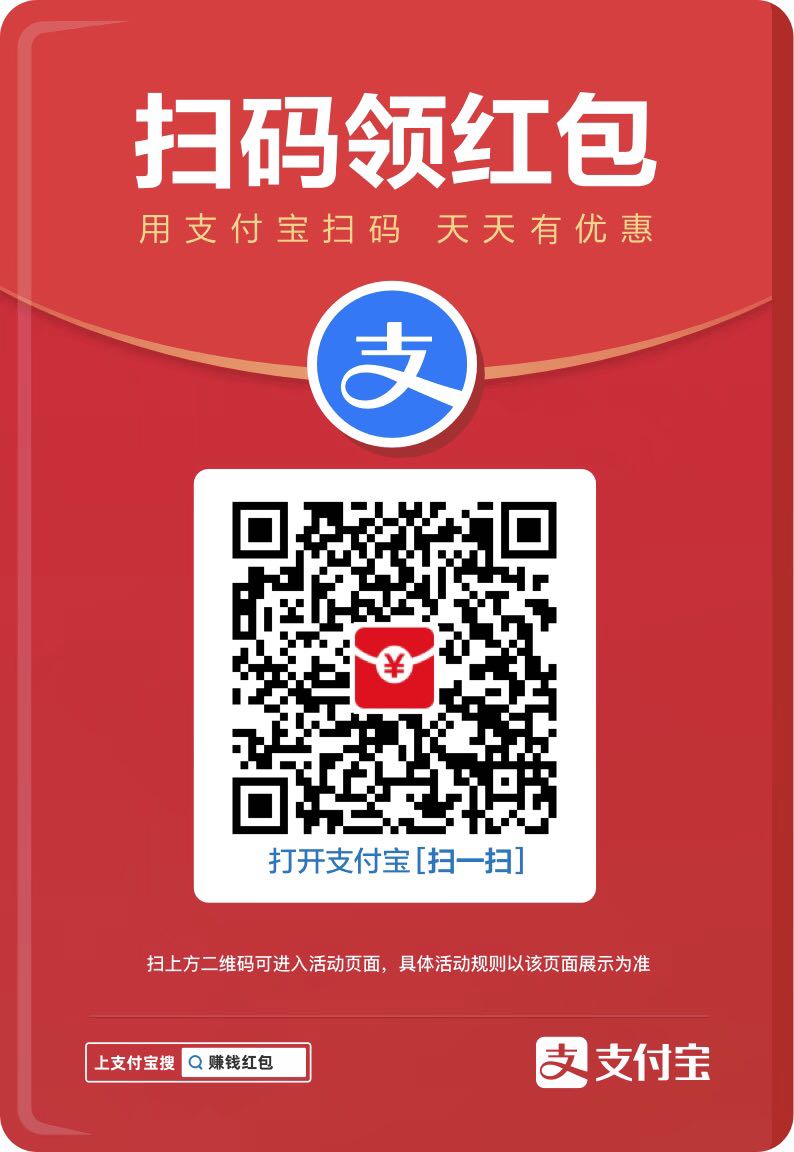 扫码领红包
用支付宝扫码 天天有优惠
支
¥
打开支付宝[扫一扫]
扫上方二维码可进入活动页面，具体活动规则以该页面展示为准
上支付宝搜 赚钱红包
支 支付宝